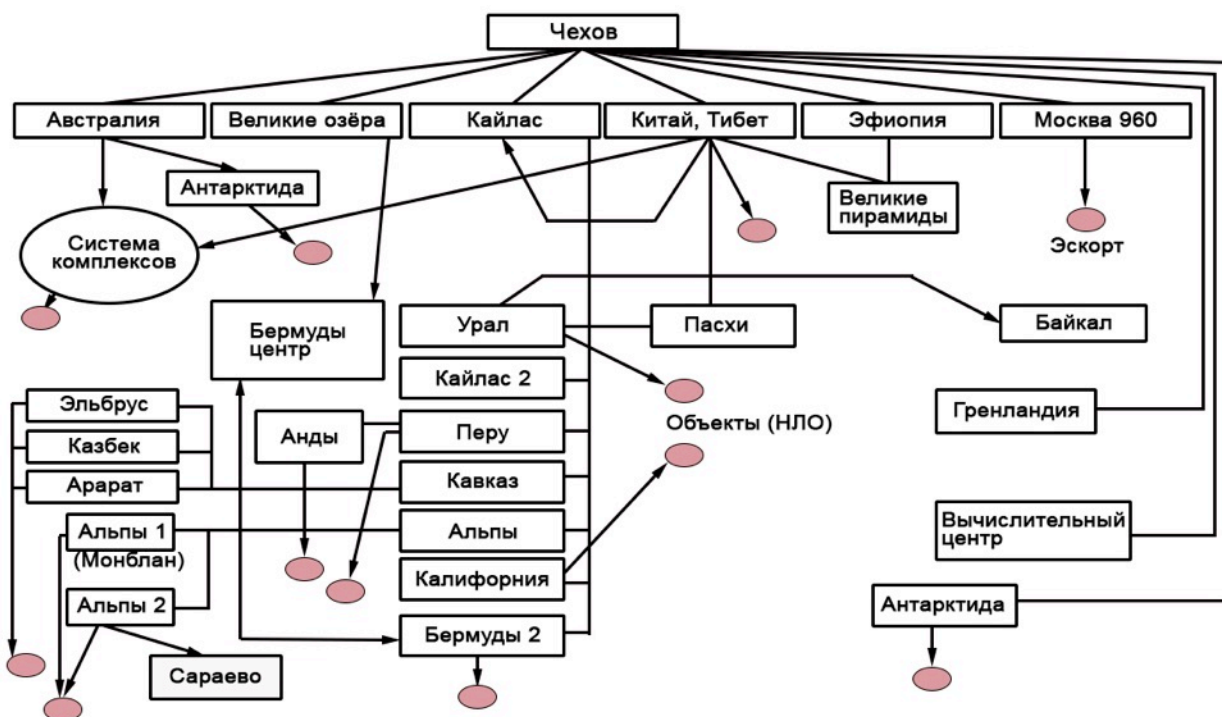 Чехов
Австралия
Великие озёра
Кайлас
Китай, Тибет
Эфиопия
Москва 960
Антарктида
Великие
пирамиды
Система
комплексов
Эскорт
Бермуды
центр
Урал
Пасхи
Байкал
Кайлас 2
Эльбрус
Гренландия
Анды
Перу
Объекты (НЛО)
Казбек
Кавказ
Арарат
Альпы 1
(Монблан)
Альпы
Вычислительный
центр
Калифорния
Альпы 2
Антарктида
Бермуды 2
Сараево